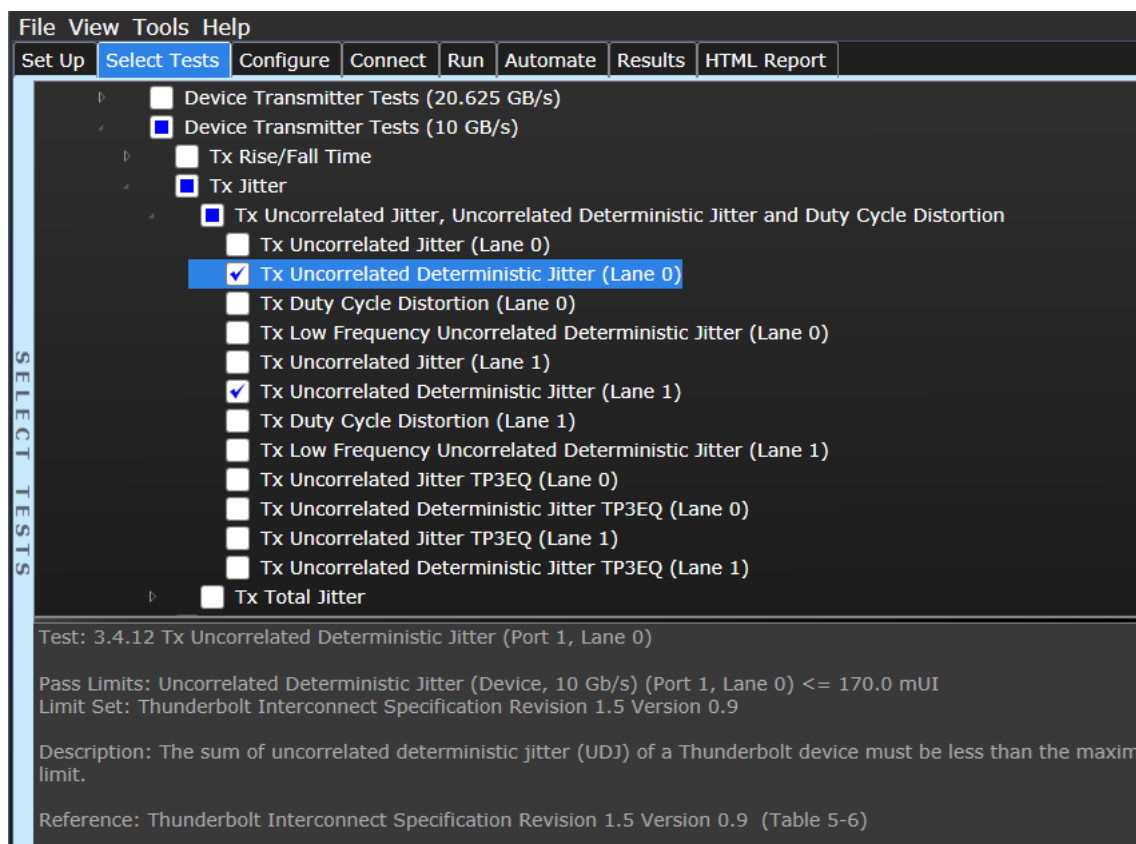 File View Tools Help
Set Up Select Tests Configure Connect Run Automate Results HTML Report
Device Transmitter Tests (20.625 GB/s)
Device Transmitter Tests (10 GB/s)
Tx Rise/Fall Time
Tx Jitter
Tx Uncorrelated Jitter, Uncorrelated Deterministic Jitter and Duty Cycle Distortion
Tx Uncorrelated Jitter (Lane 0)
Tx Uncorrelated Deterministic Jitter (Lane 0)
Tx Duty Cycle Distortion (Lane 0)
Tx Low Frequency Uncorrelated Deterministic Jitter (Lane 0)
Tx Uncorrelated Jitter (Lane 1)
Tx Uncorrelated Deterministic Jitter (Lane 1)
Tx Duty Cycle Distortion (Lane 1)
Tx Low Frequency Uncorrelated Deterministic Jitter (Lane 1)
Tx Uncorrelated Jitter TP3EQ (Lane 0)
Tx Uncorrelated Deterministic Jitter TP3EQ (Lane 0)
Tx Uncorrelated Jitter TP3EQ (Lane 1)
Tx Uncorrelated Deterministic Jitter TP3EQ (Lane 1)
Tx Total Jitter
SELECT TESTS
Test: 3.4.12 Tx Uncorrelated Deterministic Jitter (Port 1, Lane 0)
Pass Limits: Uncorrelated Deterministic Jitter (Device, 10 Gb/s) (Port 1, Lane 0) <= 170.0 mUI
Limit Set: Thunderbolt Interconnect Specification Revision 1.5 Version 0.9
Description: The sum of uncorrelated deterministic jitter (UDJ) of a Thunderbolt device must be less than the maxim
limit.
Reference: Thunderbolt Interconnect Specification Revision 1.5 Version 0.9 (Table 5-6)